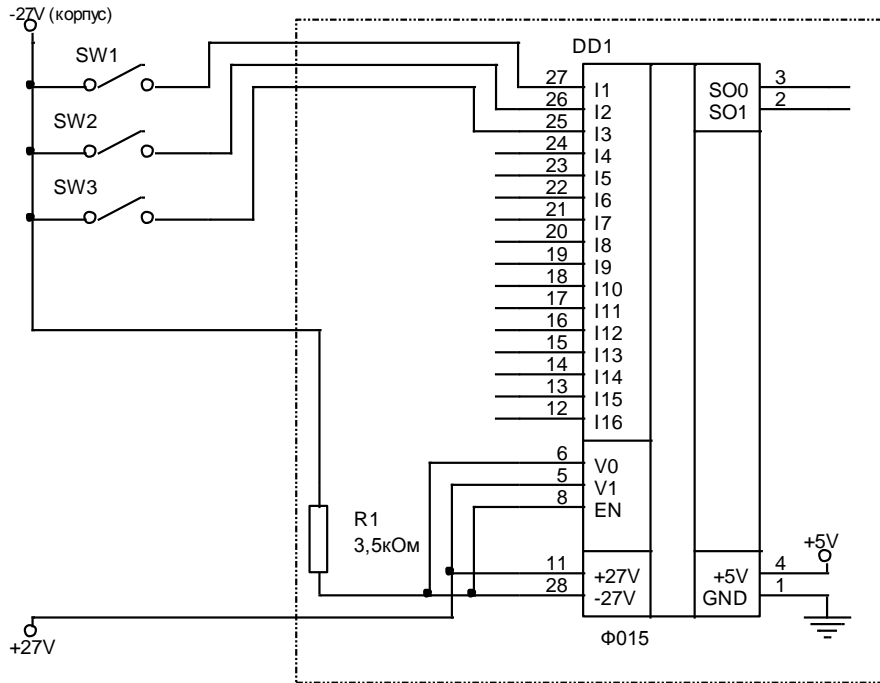 -27V (корпус)
SW1
SW2
SW3
DD1
27 I1
26 I2
25 I3
24 I4
23 I5
22 I6
21 I7
20 I8
19 I9
18 I10
17 I11
16 I12
15 I13
14 I14
13 I15
12 I16
6 V0
5 V1
8 EN
11 +27V
28 -27V
SO0 3
SO1 2
+5V 4
GND 1
+5V
R1
3,5кОм
+27V
Ф015